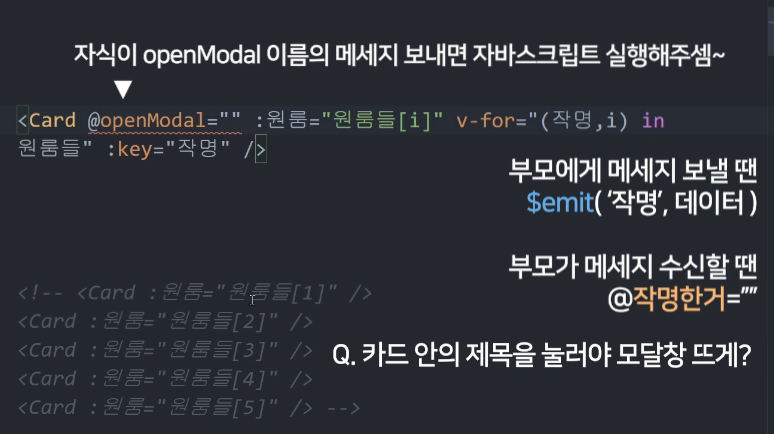 자식이 openModal 이름의 메세지 보내면 자바스크립트 실행해주셈~
<Card @openModal="" :원룸="원룸들[i]" v-for="(작명,i) in
원룸들" :key="작명" />
부모에게 메세지 보낼 땐
$emit( ‘작명’, 데이터 )
부모가 메세지 수신할 땐
@작명한거=””
<!-- <Card :원룸="원룸들[1]" />
<Card :원룸="원룸들[2]" />
<Card :원룸="원룸들[3]" />
<Card :원룸="원룸들[4]" />
<Card :원룸="원룸들[5]" /> -->
Q. 카드 안의 제목을 눌러야 모달창 뜨게?